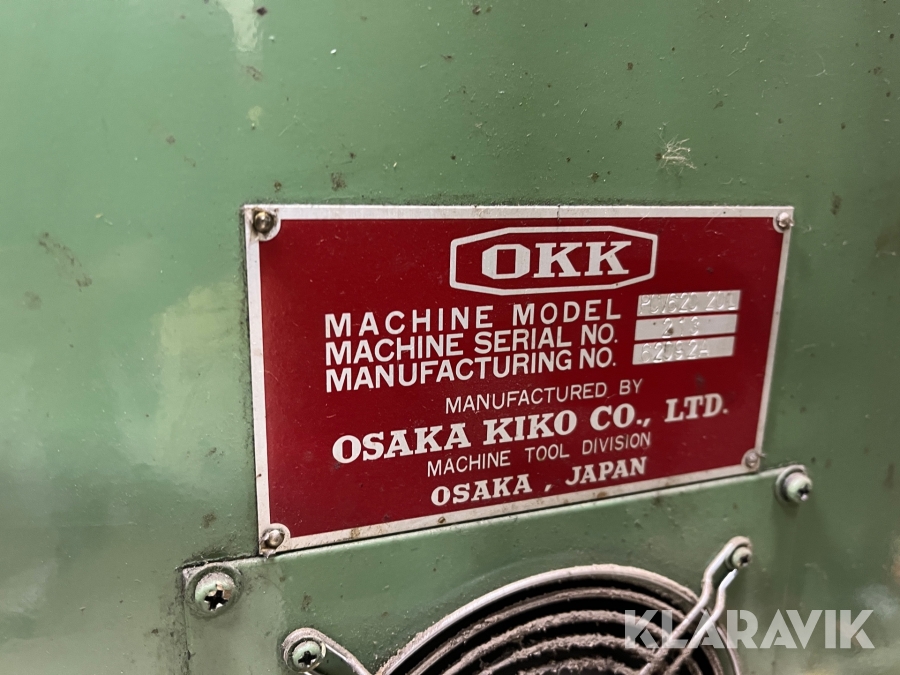 OKK
MACHINE MODEL
MACHINE SERIAL NO.
MANUFACTURING NO.
MANUFACTURED BY
OSAKA KIKO CO., LTD.
MACHINE TOOL DIVISION
OSAKA, JAPAN
KLARAVIK